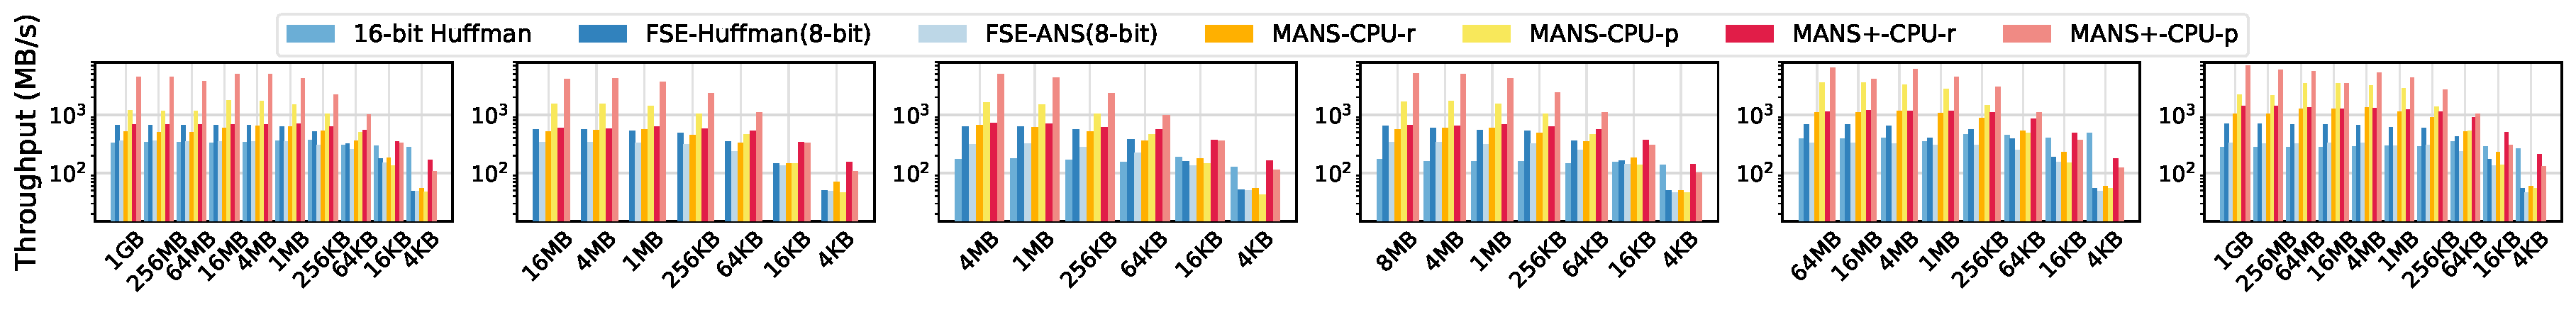 16-bit Huffman FSE-Huffman(8-bit) FSE-ANS(8-bit) MANS-CPU-r MANS-CPU-p MANS+-CPU-r MANS+-CPU-p
Throughput (MB/s)
10³
10²
1GB 256MB 64MB 16MB 4MB 1MB 256KB 64KB 16KB 4KB
10³
10²
16MB 4MB 1MB 256KB 64KB 16KB 4KB
10³
10²
4MB 1MB 256KB 64KB 16KB 4KB
10³
10²
8MB 4MB 1MB 256KB 64KB 16KB 4KB
10³
10²
64MB 16MB 4MB 1MB 256KB 64KB 16KB 4KB
10³
10²
1GB 256MB 64MB 16MB 4MB 1MB 256KB 64KB 16KB 4KB